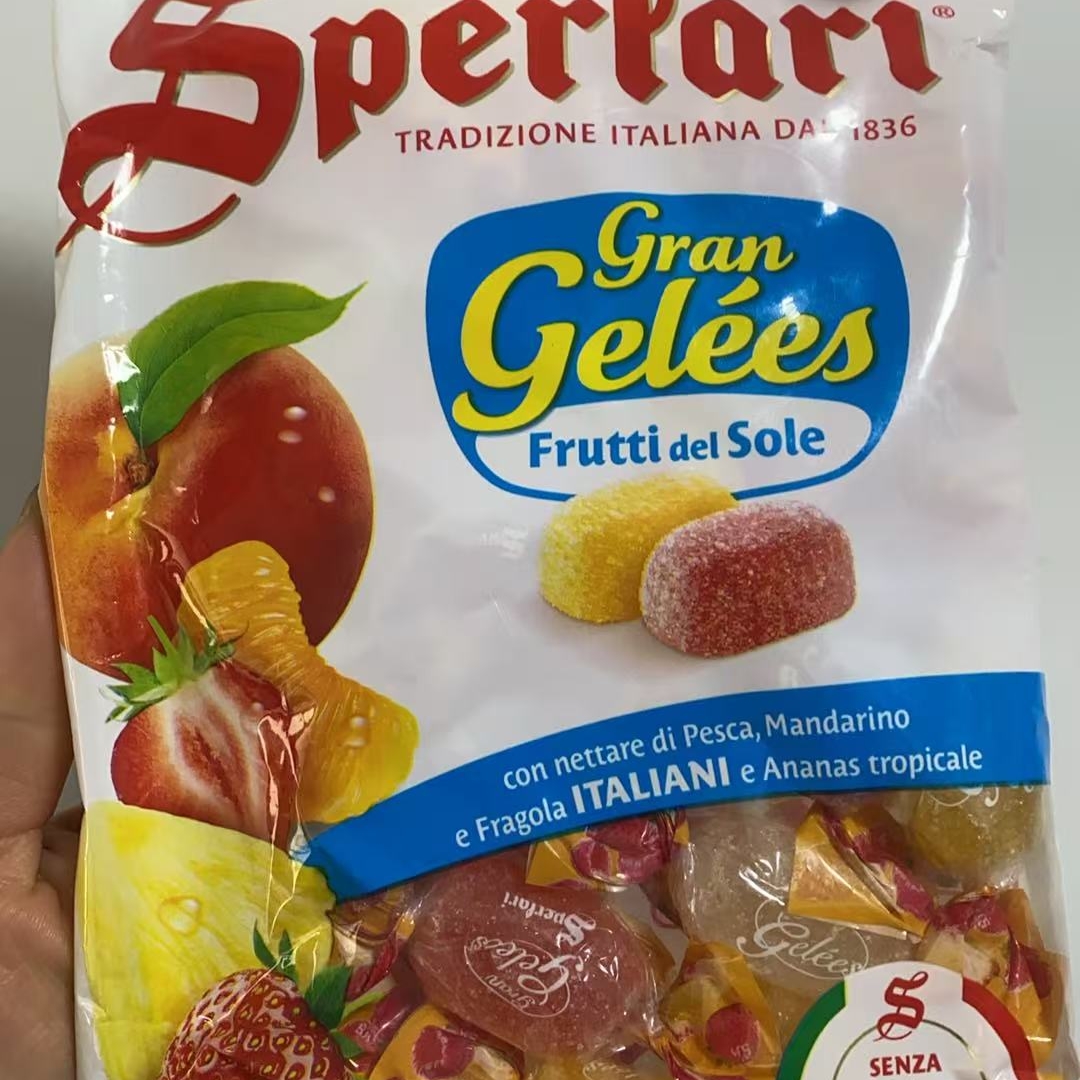 Sperlari®
TRADIZIONE ITALIANA DAL 1836
Gran
Gelées
Frutti del Sole
con nettare di Pesca, Mandarino
e Fragola ITALIANI e Ananas tropicale
Sperlari
Gran
Gelées
Gelées
S
SENZA